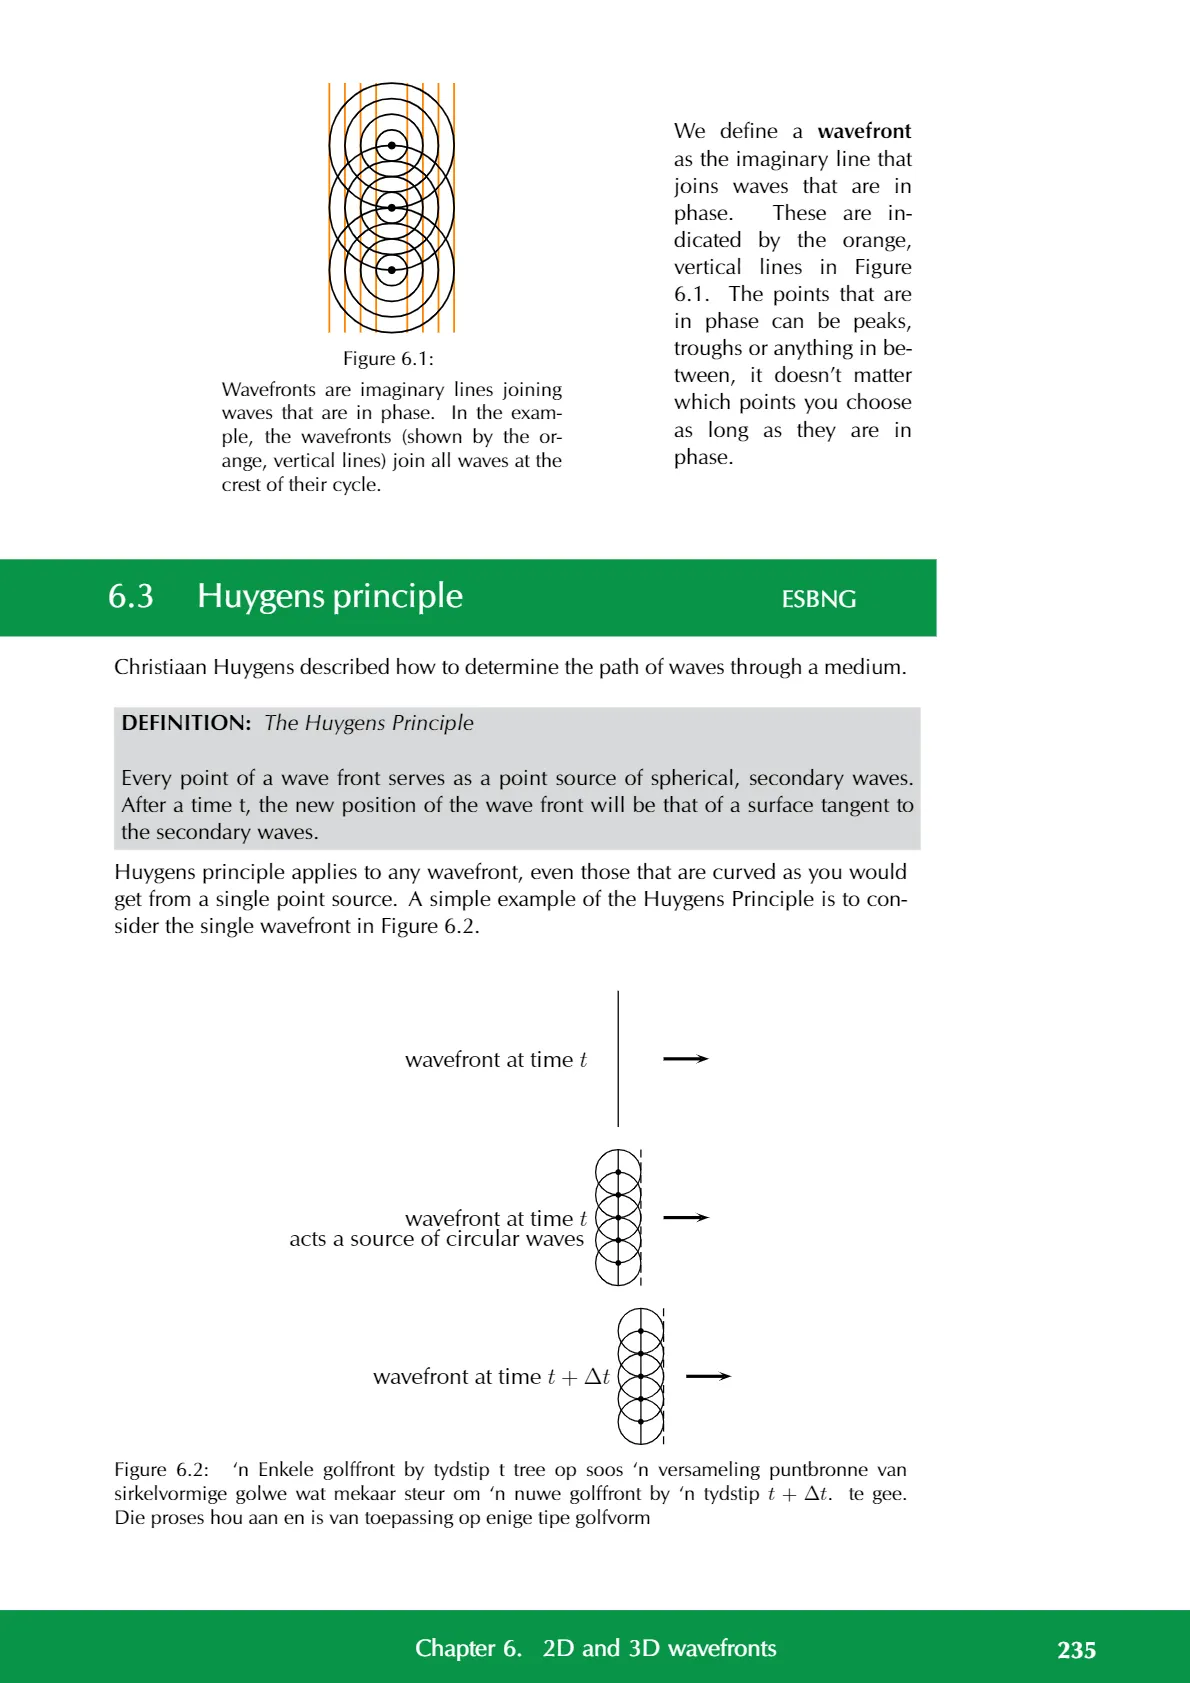 Figure 6.1:
Wavefronts are imaginary lines joining
waves that are in phase. In the exam-
ple, the wavefronts (shown by the or-
ange, vertical lines) join all waves at the
crest of their cycle.
We define a wavefront
as the imaginary line that
joins waves that are in
phase. These are in-
dicated by the orange,
vertical lines in Figure
6.1. The points that are
in phase can be peaks,
troughs or anything in be-
tween, it doesn't matter
which points you choose
as long as they are in
phase.
6.3 Huygens principle ESBNG
Christiaan Huygens described how to determine the path of waves through a medium.
DEFINITION: The Huygens Principle
Every point of a wave front serves as a point source of spherical, secondary waves.
After a time t, the new position of the wave front will be that of a surface tangent to
the secondary waves.
Huygens principle applies to any wavefront, even those that are curved as you would
get from a single point source. A simple example of the Huygens Principle is to con-
sider the single wavefront in Figure 6.2.
wavefront at time t
wavefront at time t
acts a source of circular waves
wavefront at time t + Δt
Figure 6.2: ‘n Enkele golffront by tydstip t tree op soos ‘n versameling puntbronne van
sirkelvormige golwe wat mekaar steur om ‘n nuwe golffront by ‘n tydstip t + Δt. te gee.
Die proses hou aan en is van toepassing op enige tipe golfvorm
Chapter 6. 2D and 3D wavefronts 235